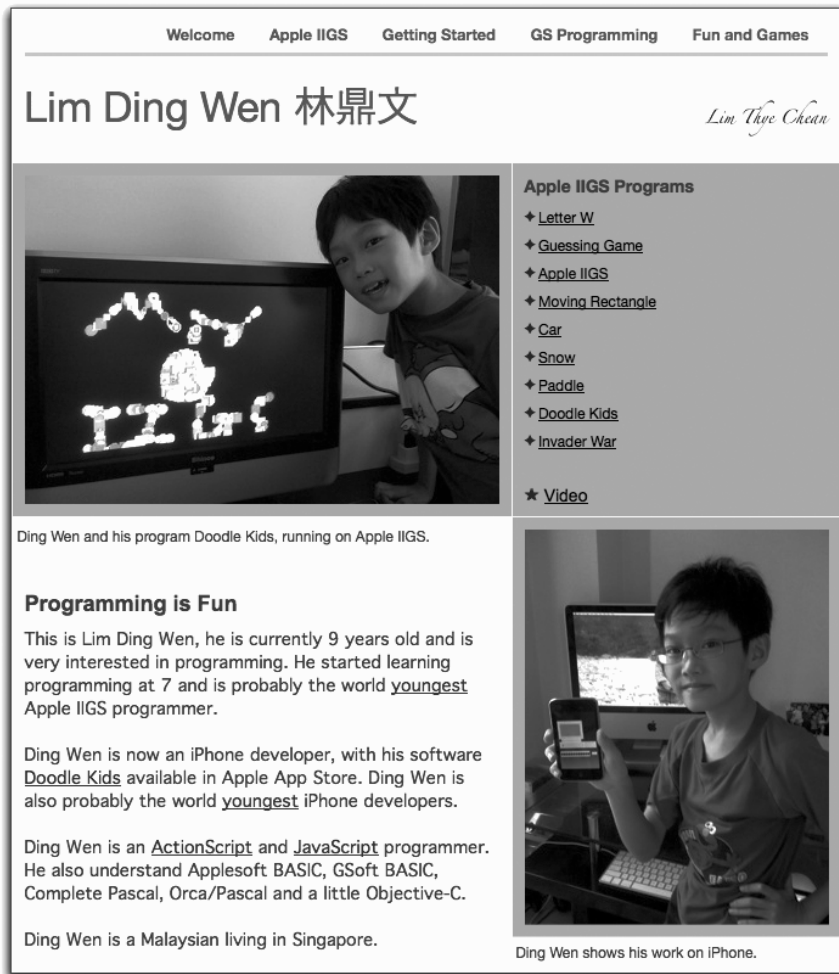 Welcome Apple IIGS Getting Started GS Programming Fun and Games
Lim Ding Wen 林鼎文
Lim Thye Chean
My
IIGS
Ding Wen and his program Doodle Kids, running on Apple IIGS.
Programming is Fun
This is Lim Ding Wen, he is currently 9 years old and is
very interested in programming. He started learning
programming at 7 and is probably the world youngest
Apple IIGS programmer.
Ding Wen is now an iPhone developer, with his software
Doodle Kids available in Apple App Store. Ding Wen is
also probably the world youngest iPhone developers.
Ding Wen is an ActionScript and JavaScript programmer.
He also understand Applesoft BASIC, GSoft BASIC,
Complete Pascal, Orca/Pascal and a little Objective-C.
Ding Wen is a Malaysian living in Singapore.
Apple IIGS Programs
Letter W
Guessing Game
Apple IIGS
Moving Rectangle
Car
Snow
Paddle
Doodle Kids
Invader War
Video
Ding Wen shows his work on iPhone.